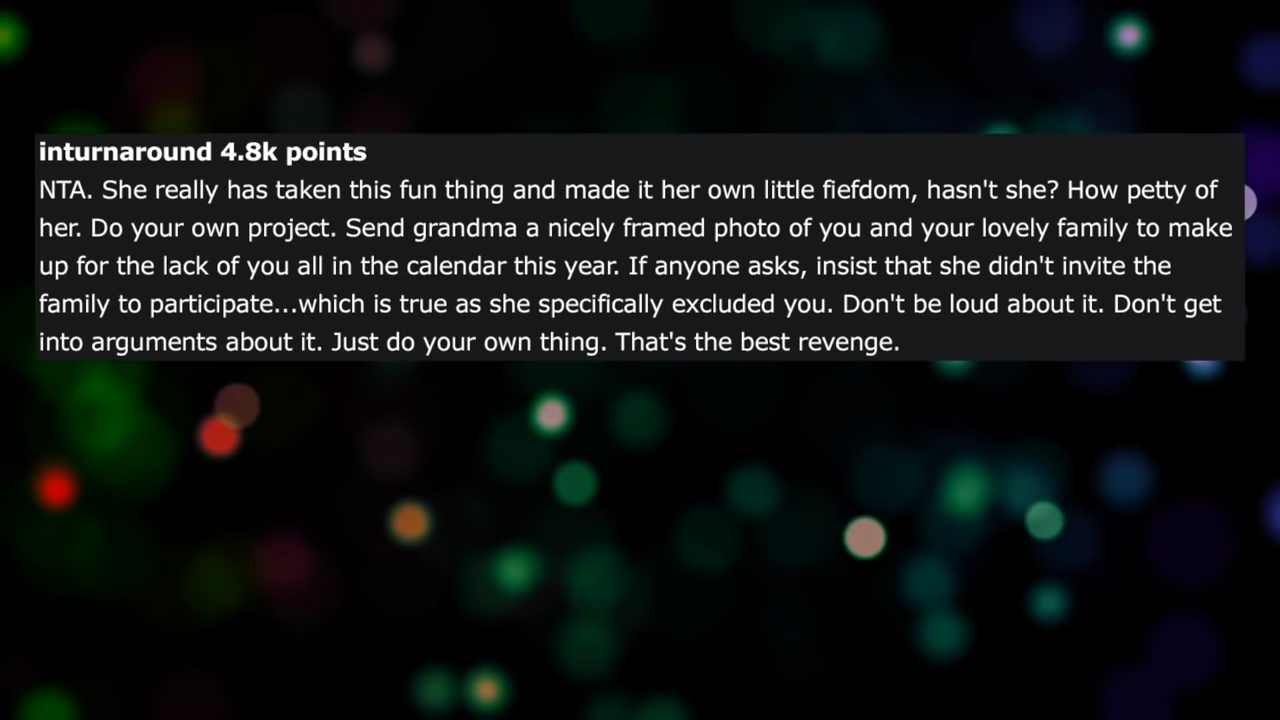 inturnaround 4.8k points
NTA. She really has taken this fun thing and made it her own little fiefdom, hasn't she? How petty of
her. Do your own project. Send grandma a nicely framed photo of you and your lovely family to make
up for the lack of you all in the calendar this year. If anyone asks, insist that she didn't invite the
family to participate...which is true as she specifically excluded you. Don't be loud about it. Don't get
into arguments about it. Just do your own thing. That's the best revenge.